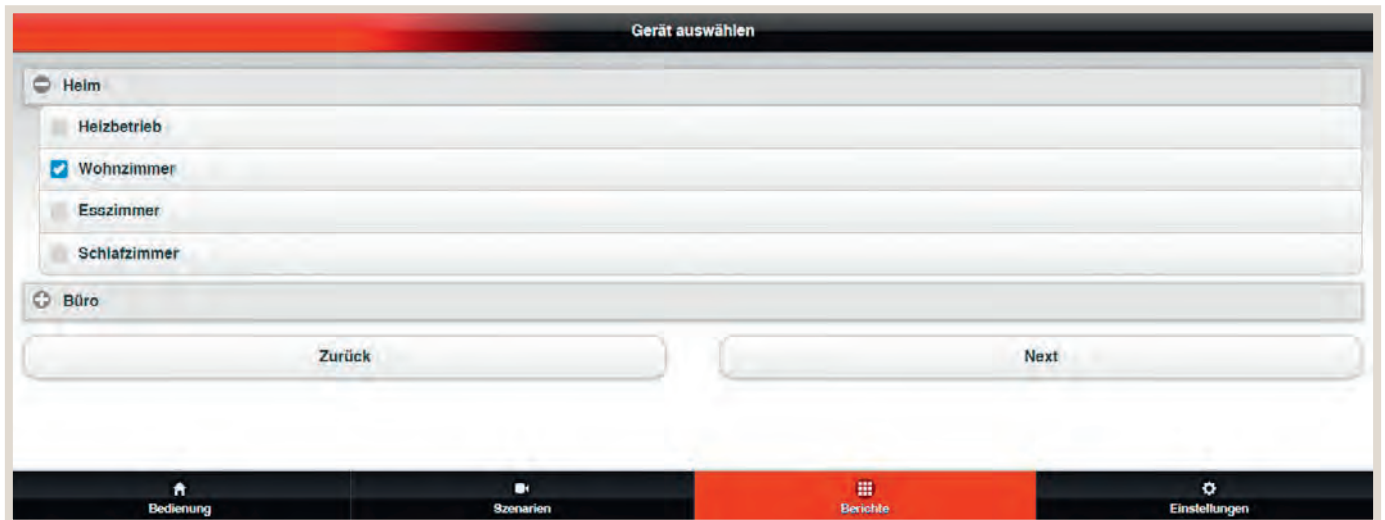 Gerät auswählen
Heim
Heizbetrieb
Wohnzimmer
Esszimmer
Schlafzimmer
Büro
Zurück Next
Bedienung Szenarien Berichte Einstellungen